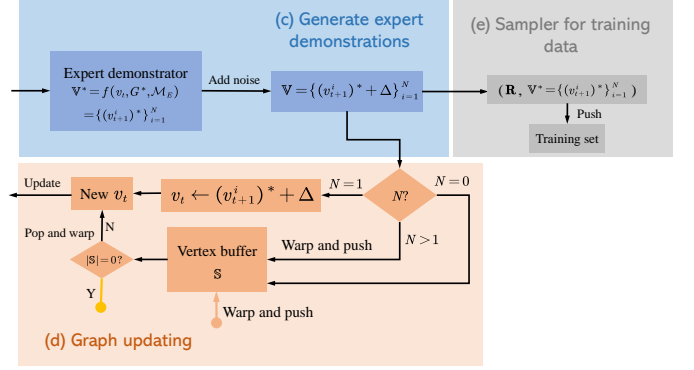 (c) Generate expert
demonstrations
(e) Sampler for training
data
Expert demonstrator
𝕍* = f(v_t, G*, ℳ_E)
= {(v^i_{t+1})*}^N_{i=1}
Add noise
𝕍 = {(v^i_{t+1})* + Δ}^N_{i=1}
(R, 𝕍* = {(v^i_{t+1})*}^N_{i=1})
Push
Training set
Update
New v_t
v_t ← (v^i_{t+1})* + Δ
N=1
N?
N=0
Pop and warp
N
N>1
Warp and push
Vertex buffer
𝕊
|𝕊|=0?
Y
Warp and push
(d) Graph updating